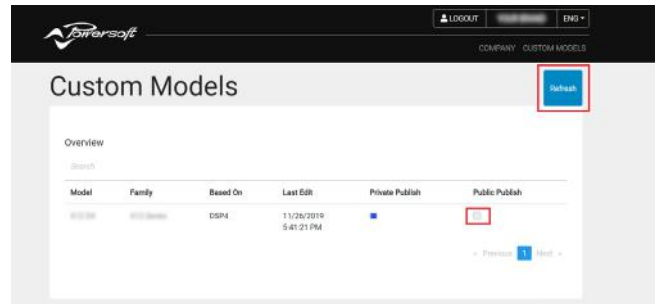 Powersoft
LOGOUT ENG
COMPANY CUSTOM MODELS
Custom Models
Refresh
Overview
Search
Model Family Based On Last Edit Private Publish Public Publish
DSP4 11/26/2019
5:41:21 PM
« Previous 1 Next »